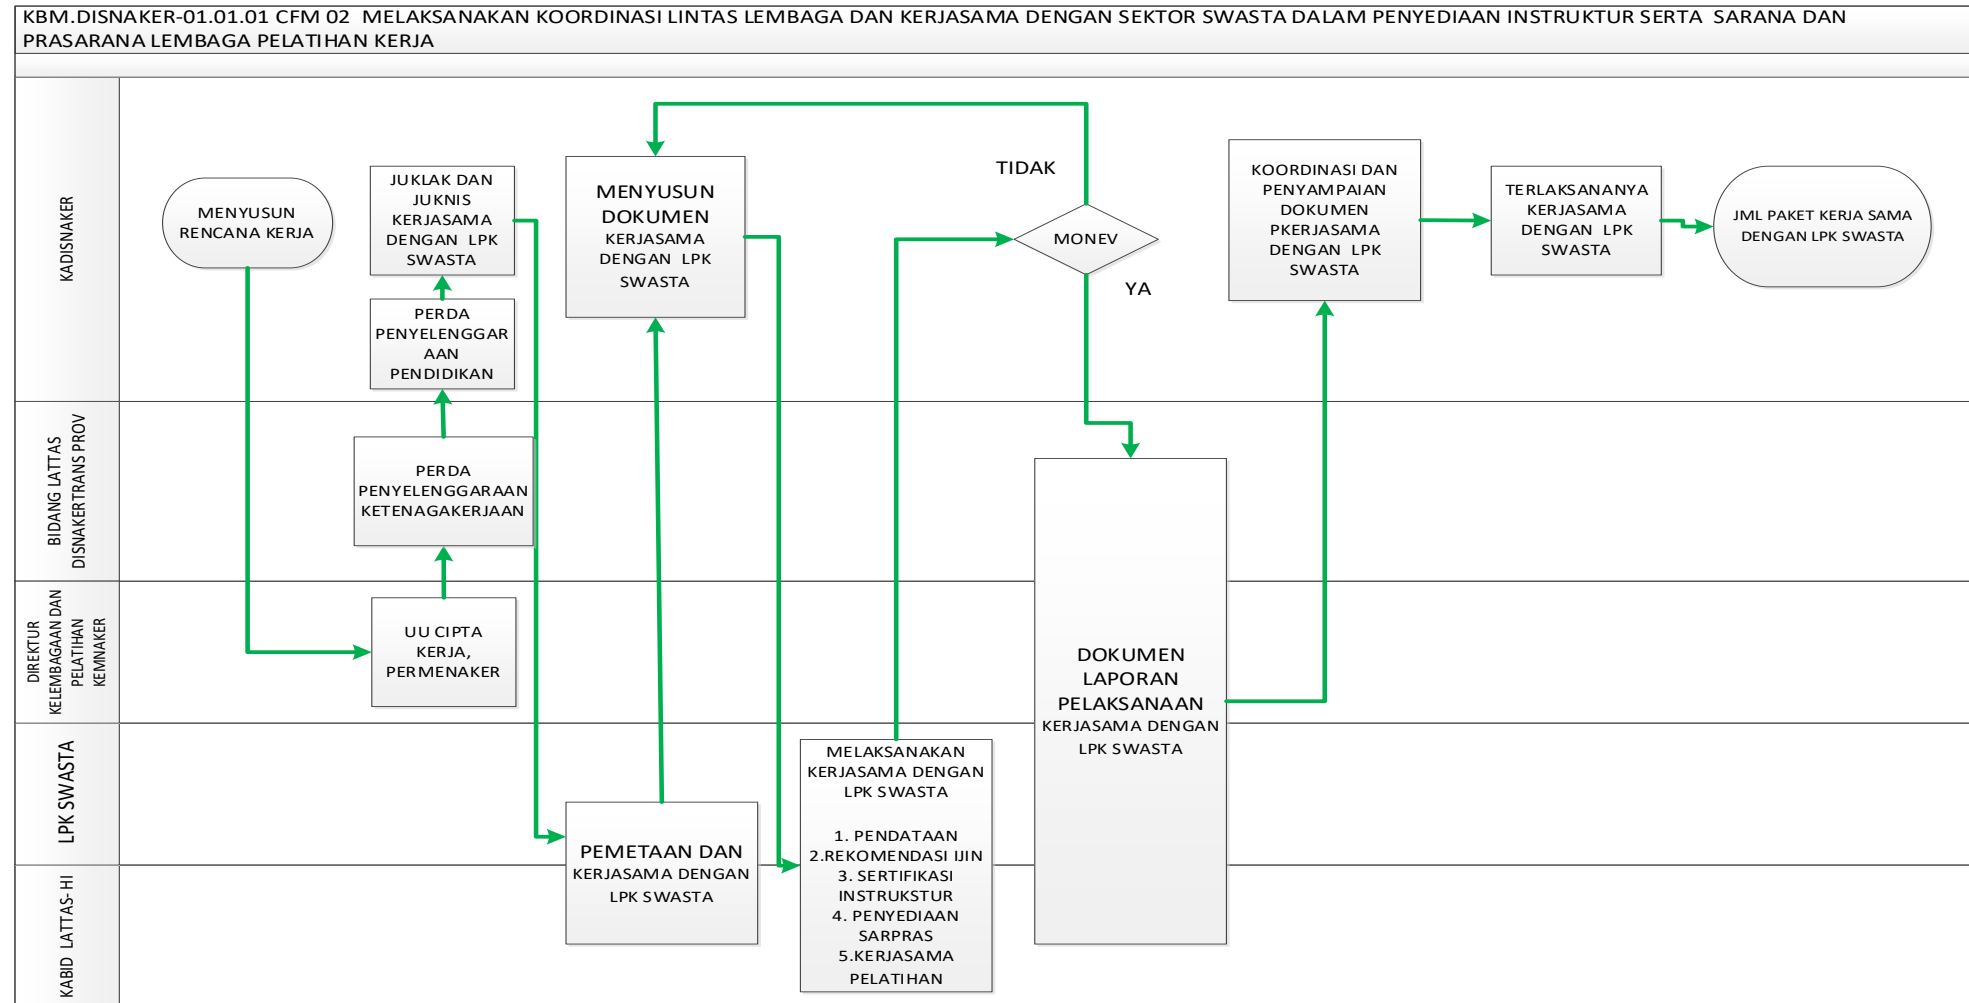 KBM.DISNAKER-01.01.01 CFM 02 MELAKSANAKAN KOORDINASI LINTAS LEMBAGA DAN KERJASAMA DENGAN SEKTOR SWASTA DALAM PENYEDIAAN INSTRUKTUR SERTA SARANA DAN
PRASARANA LEMBAGA PELATIHAN KERJA
KADISNAKER
MENYUSUN
RENCANA KERJA
JUKLAK DAN
JUKNIS
KERJASAMA
DENGAN LPK
SWASTA
PERDA
PENYELENGGAR
AAN
PENDIDIKAN
MENYUSUN
DOKUMEN
KERJASAMA
DENGAN LPK
SWASTA
TIDAK
MONEV
YA
KOORDINASI DAN
PENYAMPAIAN
DOKUMEN
PKERJASAMA
DENGAN LPK
SWASTA
TERLAKSANANYA
KERJASAMA
DENGAN LPK
SWASTA
JML PAKET KERJA SAMA
DENGAN LPK SWASTA
BIDANG LATTAS
DISNAKERTRANS PROV
PERDA
PENYELENGGARAAN
KETENAGAKERJAAN
DIREKTUR
KELEMBAGAAN DAN
PELATIHAN
KEMNAKER
UU CIPTA
KERJA,
PERMENAKER
DOKUMEN
LAPORAN
PELAKSANAAN
KERJASAMA DENGAN
LPK SWASTA
LPK SWASTA
PEMETAAN DAN
KERJASAMA DENGAN
LPK SWASTA
MELAKSANAKAN
KERJASAMA DENGAN
LPK SWASTA
1. PENDATAAN
2.REKOMENDASI IJIN
3. SERTIFIKASI
INSTRUKSTUR
4. PENYEDIAAN
SARPRAS
5.KERJASAMA
PELATIHAN
KABID LATTAS-HI